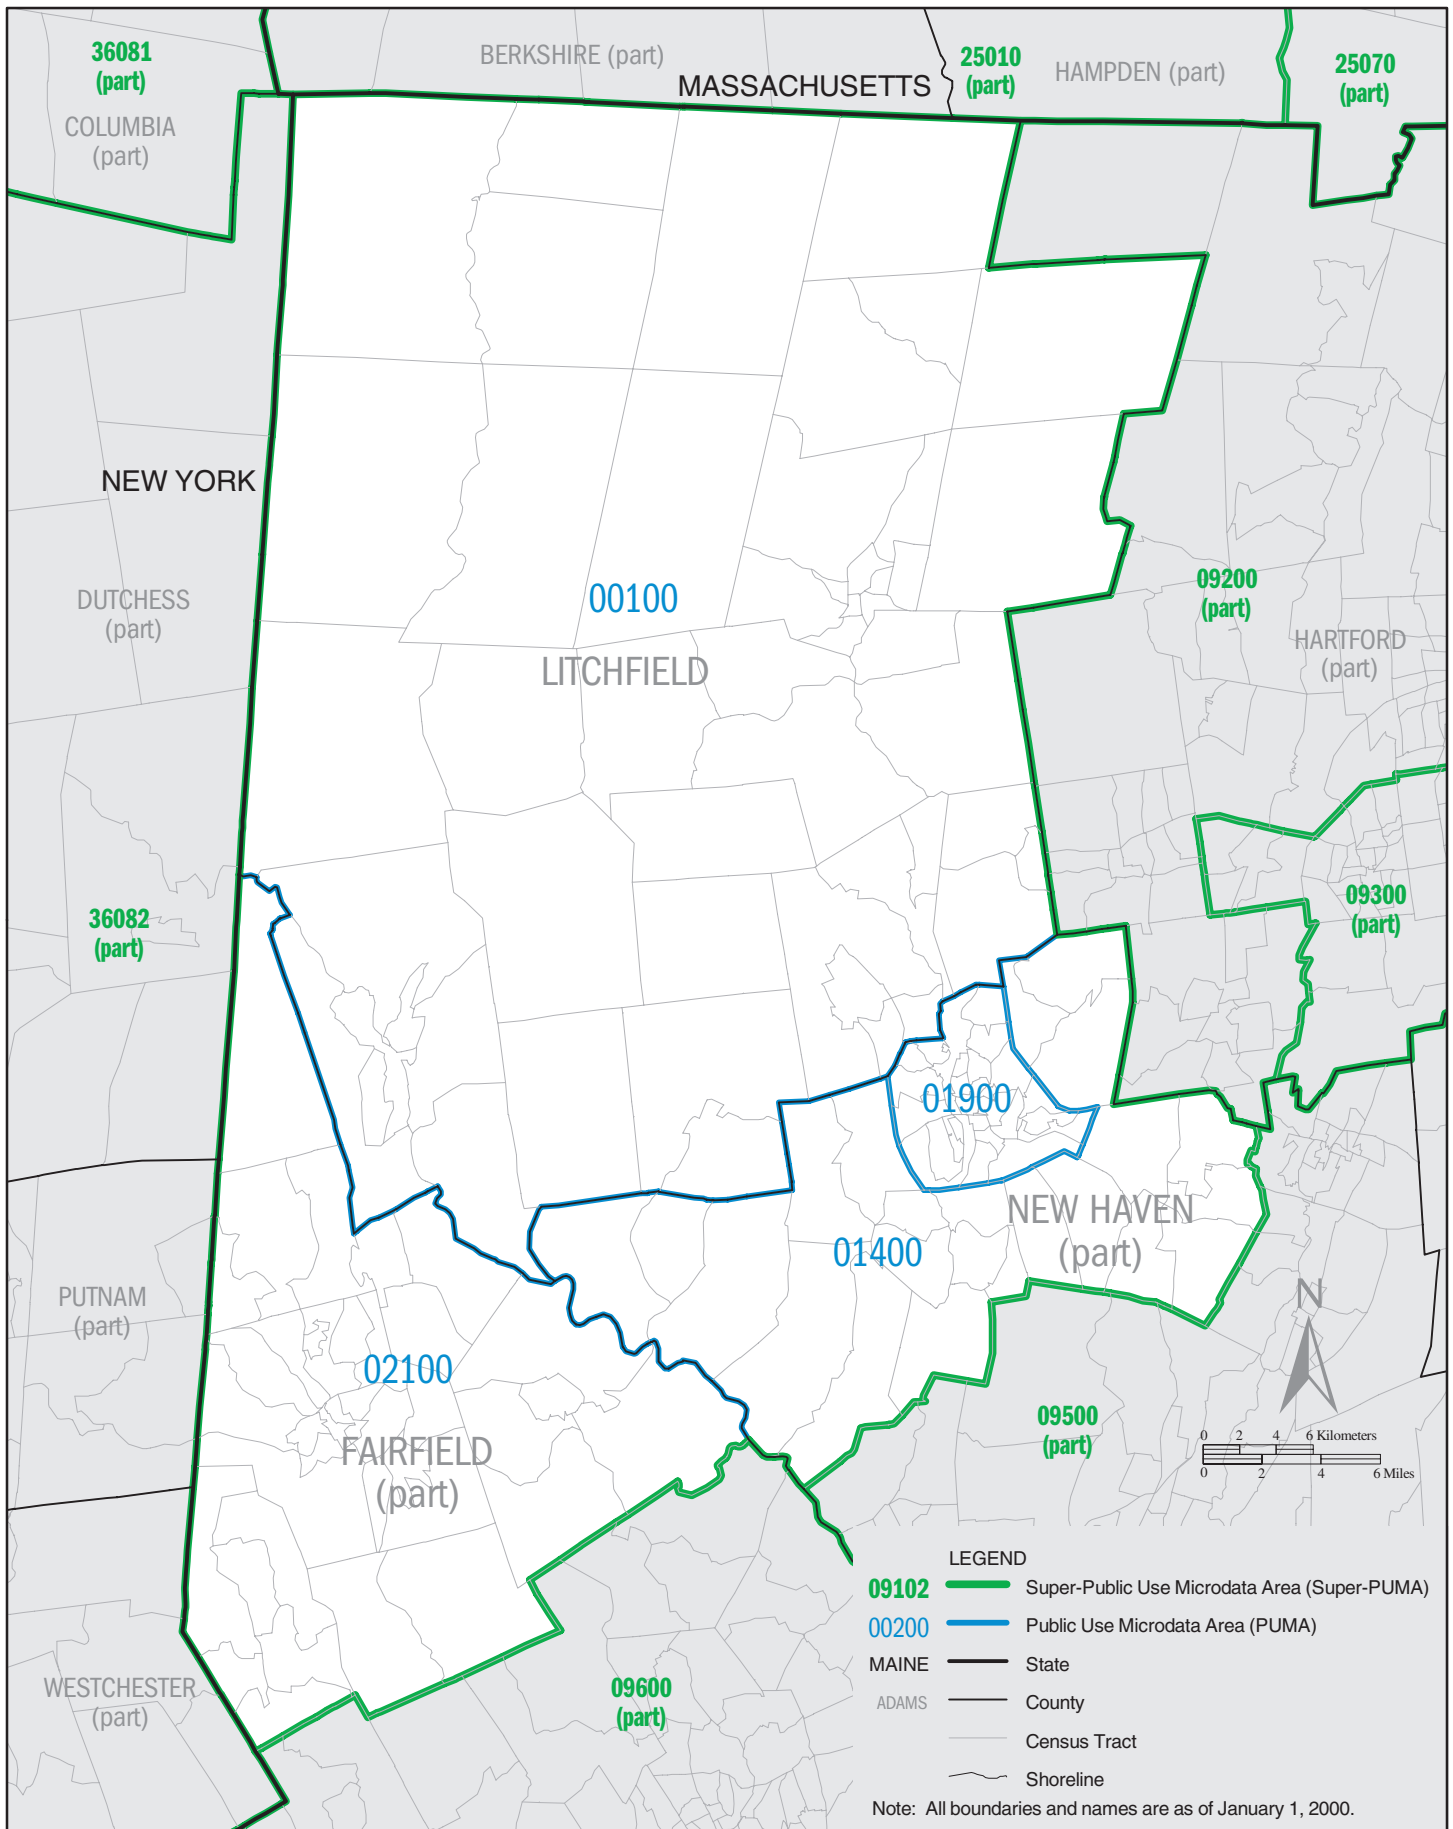 36081
(part)
BERKSHIRE (part)
MASSACHUSETTS
25010
(part)
HAMPDEN (part)
25070
(part)
COLUMBIA
(part)
NEW YORK
DUTCHESS
(part)
00100
LITCHFIELD
09200
(part)
HARTFORD
(part)
36082
(part)
09300
(part)
01900
NEW HAVEN
(part)
01400
PUTNAM
(part)
02100
FAIRFIELD
(part)
N
09500
(part)
0 2 4 6 Kilometers
0 2 4 6 Miles
WESTCHESTER
(part)
09600
(part)
LEGEND
09102 Super-Public Use Microdata Area (Super-PUMA)
00200 Public Use Microdata Area (PUMA)
MAINE State
ADAMS County
Census Tract
Shoreline
Note: All boundaries and names are as of January 1, 2000.